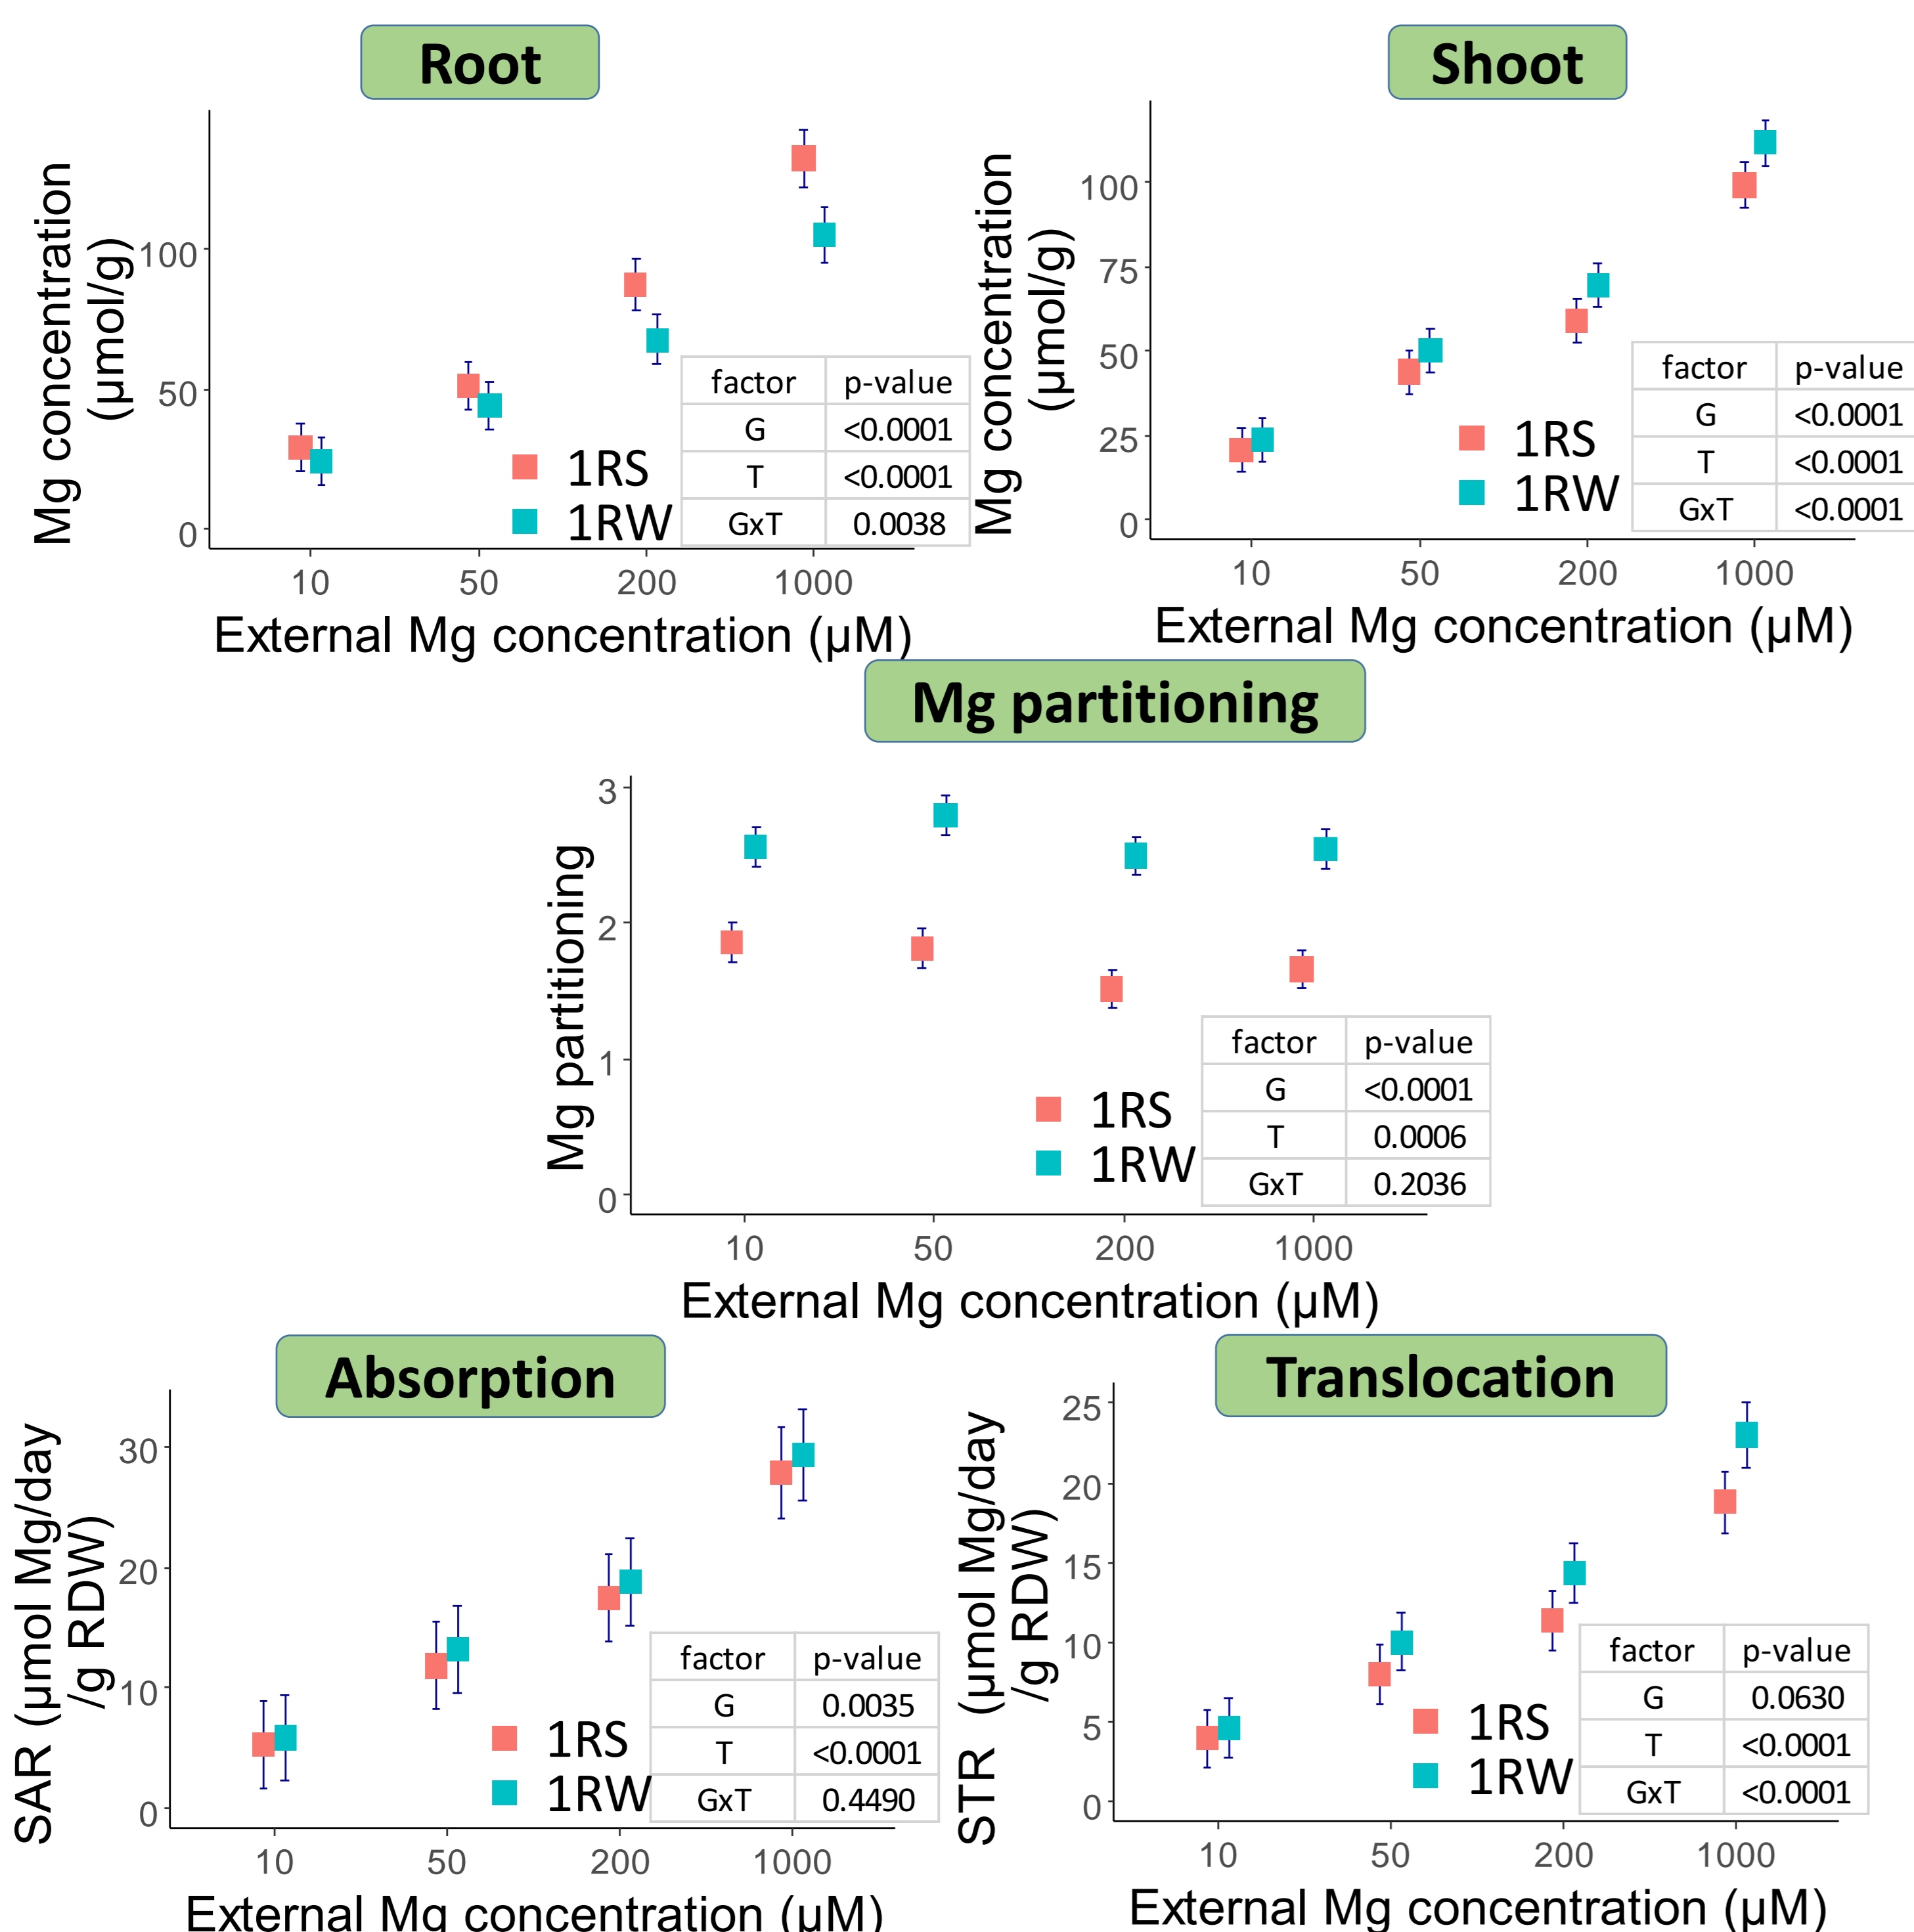 Root
Mg concentration
(µmol/g)
100
50
0
10 50 200 1000
External Mg concentration (µM)
1RS
1RW
factor p-value
G <0.0001
T <0.0001
GxT 0.0038
Shoot
Mg concentration
(µmol/g)
100
75
50
25
0
10 50 200 1000
External Mg concentration (µM)
1RS
1RW
factor p-value
G <0.0001
T <0.0001
GxT <0.0001
Mg partitioning
Mg partitioning
3
2
1
0
10 50 200 1000
External Mg concentration (µM)
1RS
1RW
factor p-value
G <0.0001
T 0.0006
GxT 0.2036
Absorption
SAR (µmol Mg/day
/g RDW)
30
20
10
0
10 50 200 1000
External Mg concentration (µM)
1RS
1RW
factor p-value
G 0.0035
T <0.0001
GxT 0.4490
Translocation
STR (µmol Mg/day
/g RDW)
25
20
15
10
5
0
10 50 200 1000
External Mg concentration (µM)
1RS
1RW
factor p-value
G 0.0630
T <0.0001
GxT <0.0001